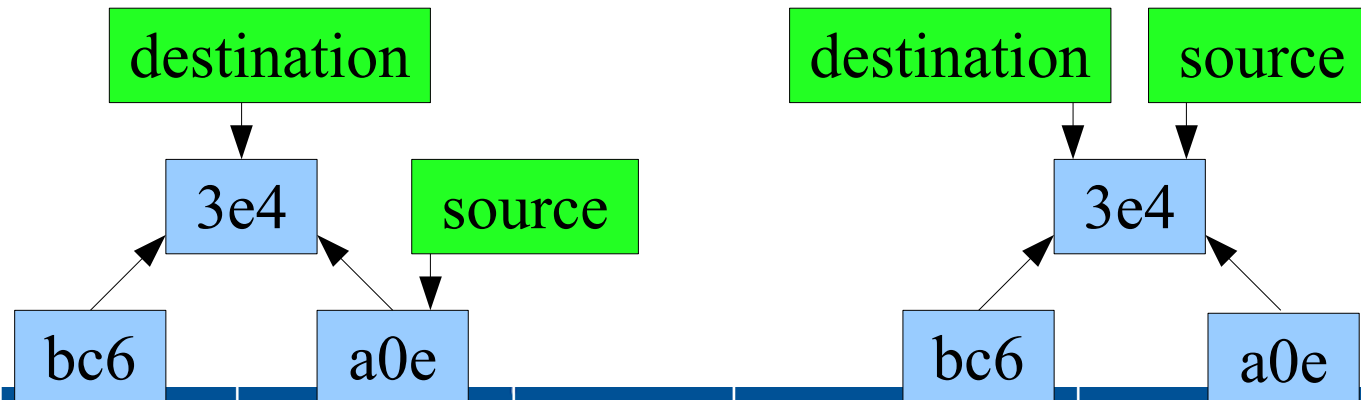 destination
destination
source
3e4
source
3e4
bc6
a0e
bc6
a0e